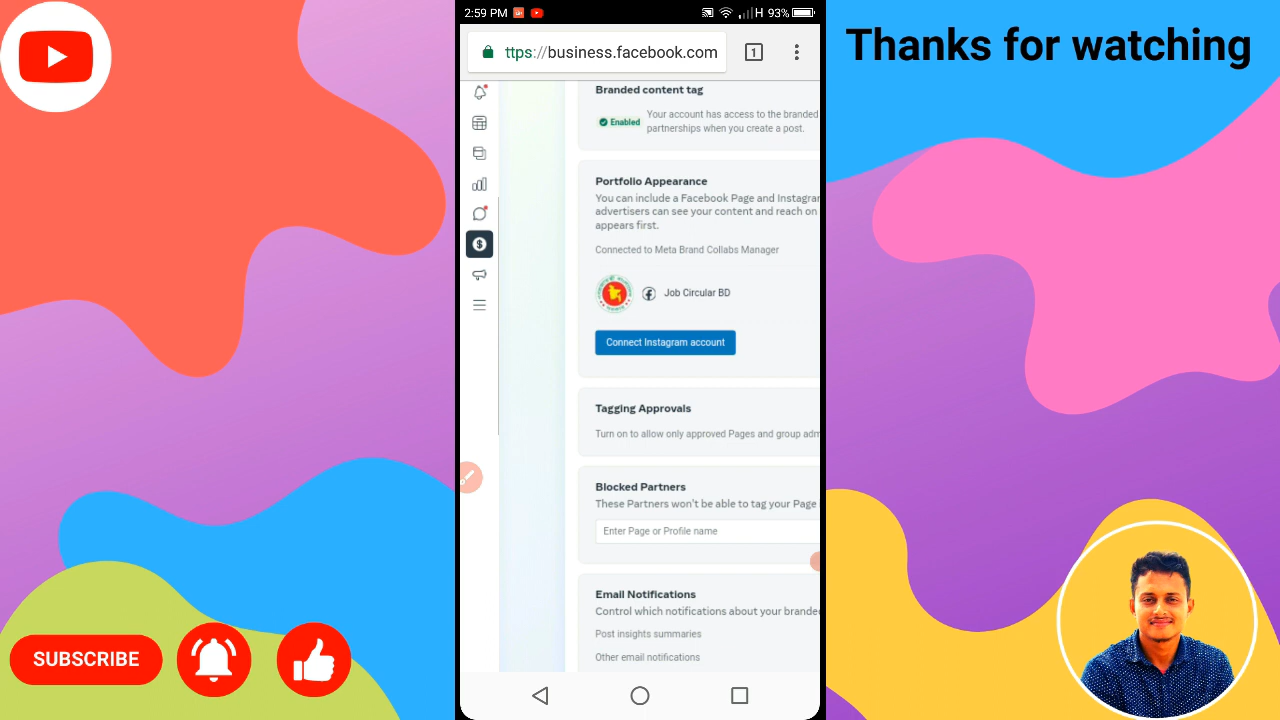 2:59 PM
H 93%
ttps://business.facebook.com
1
Thanks for watching
Branded content tag
Enabled
Your account has access to the branded
partnerships when you create a post.
Portfolio Appearance
You can include a Facebook Page and Instagram
advertisers can see your content and reach on
appears first.
Connected to Meta Brand Collabs Manager
Job Circular BD
Connect Instagram account
Tagging Approvals
Turn on to allow only approved Pages and group adm
Blocked Partners
These Partners won't be able to tag your Page
Enter Page or Profile name
Email Notifications
Control which notifications about your brande
Post insights summaries
Other email notifications
SUBSCRIBE